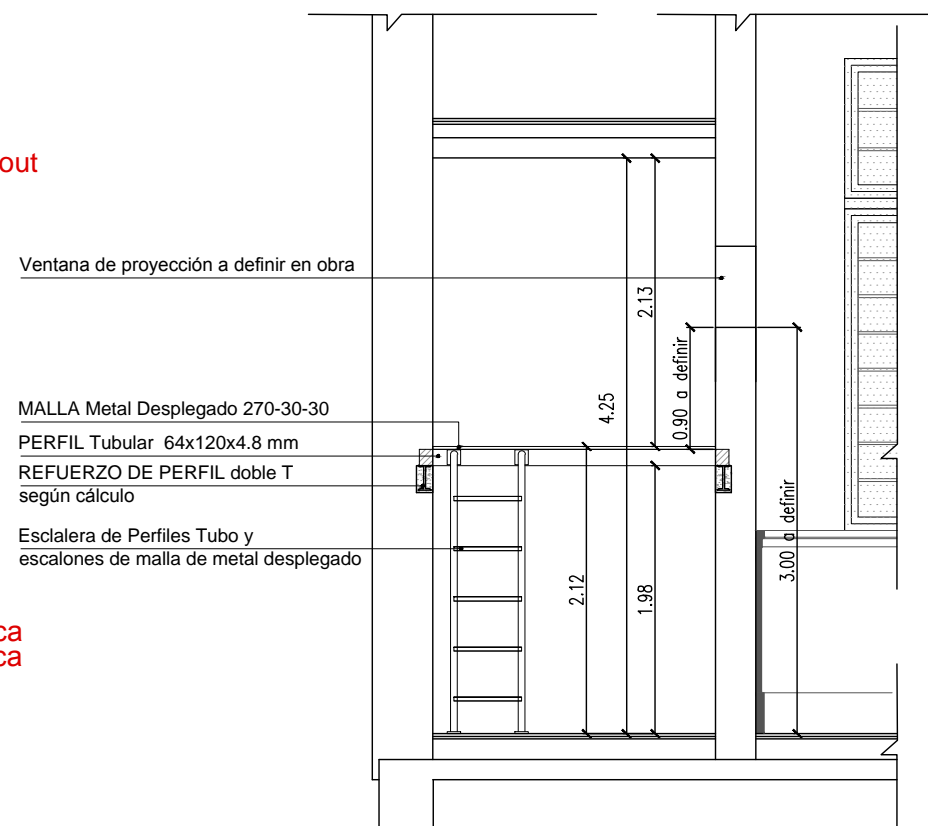 out
Ventana de proyección a definir en obra
MALLA Metal Desplegado 270-30-30
PERFIL Tubular 64x120x4.8 mm
REFUERZO DE PERFIL doble T
según cálculo
Esclalera de Perfiles Tubo y
escalones de malla de metal desplegado
ca
ca
2.13
4.25
0.90 a definir
2.12
1.98
3.00 a definir